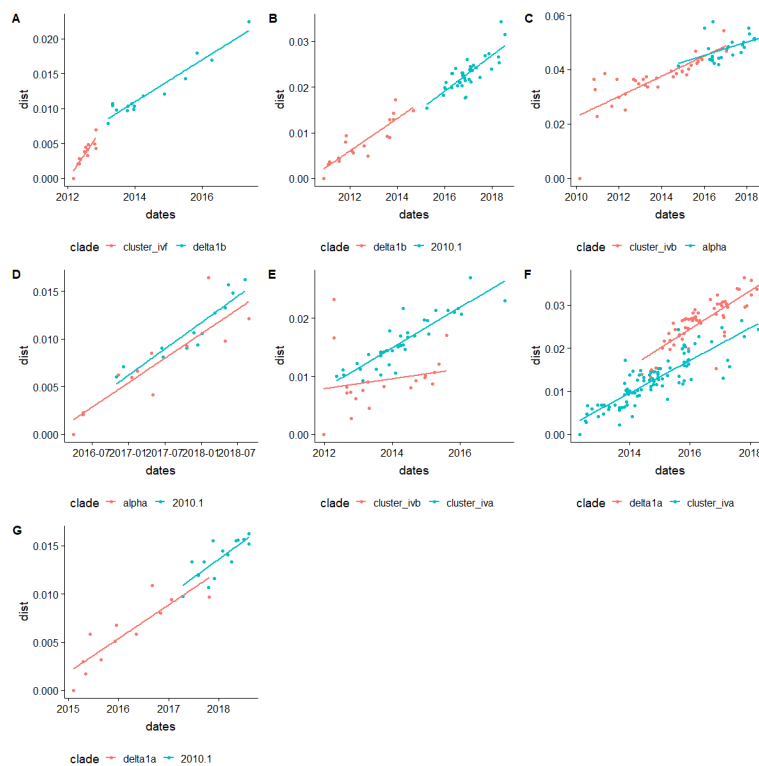 A
B
C
dist
0.020
0.015
0.010
0.005
0.000
2012
2014
2016
dates
clade cluster_ivf delta1b
dist
0.03
0.02
0.01
0.00
2012
2014
2016
2018
dates
clade delta1b 2010.1
dist
0.06
0.04
0.02
0.00
2010
2012
2014
2016
2018
dates
clade cluster_ivb alpha
D
E
F
dist
0.015
0.010
0.005
0.000
2016-07
2017-01
2017-07
2018-01
2018-07
dates
clade alpha 2010.1
dist
0.02
0.01
0.00
2012
2014
2016
dates
clade cluster_ivb cluster_iva
dist
0.03
0.02
0.01
0.00
2014
2016
2018
dates
clade delta1a cluster_iva
G
dist
0.015
0.010
0.005
0.000
2015
2016
2017
2018
dates
clade delta1a 2010.1